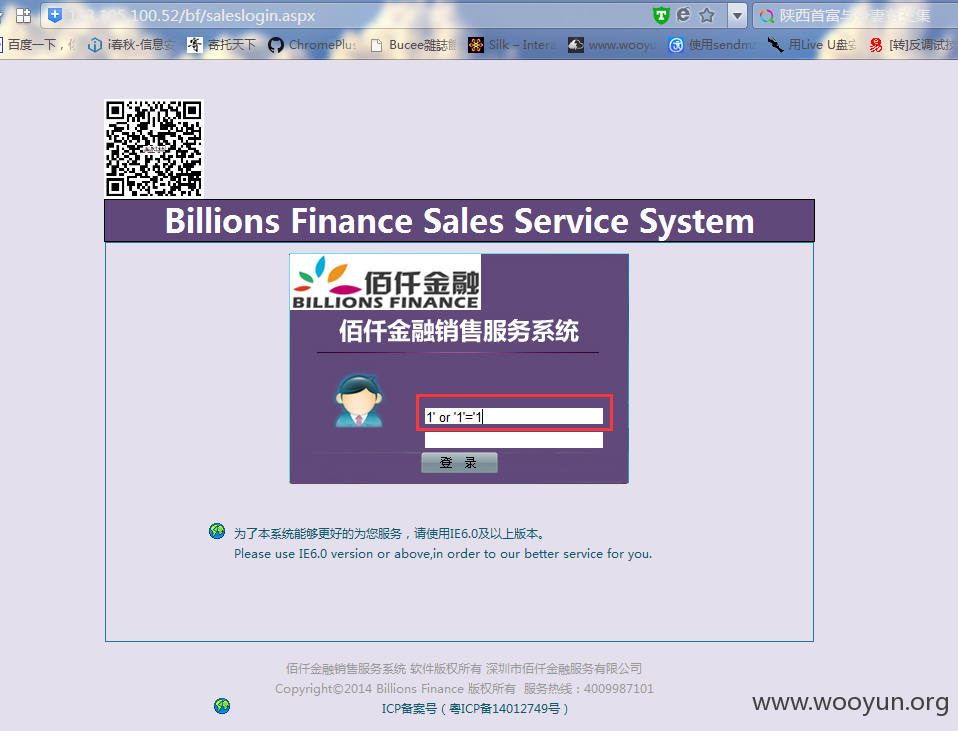 .105.100.52/bf/saleslogin.aspx
陕西首富与
百度一下，
i春秋-信息安
寄托天下
ChromePlus
Bucee雜誌
Silk – Intera
www.wooyu
使用sendm
用Live U盘安
[转]反调试技
Billions Finance Sales Service System
佰仟金融
BILLIONS FINANCE
佰仟金融销售服务系统
1' or '1'='1
登 录
为了本系统能够更好的为您服务，请使用IE6.0及以上版本。
Please use IE6.0 version or above,in order to our better service for you.
佰仟金融销售服务系统 软件版权所有 深圳市佰仟金融服务有限公司
Copyright©2014 Billions Finance 版权所有 服务热线：4009987101
ICP备案号（粤ICP备14012749号）
www.wooyun.org